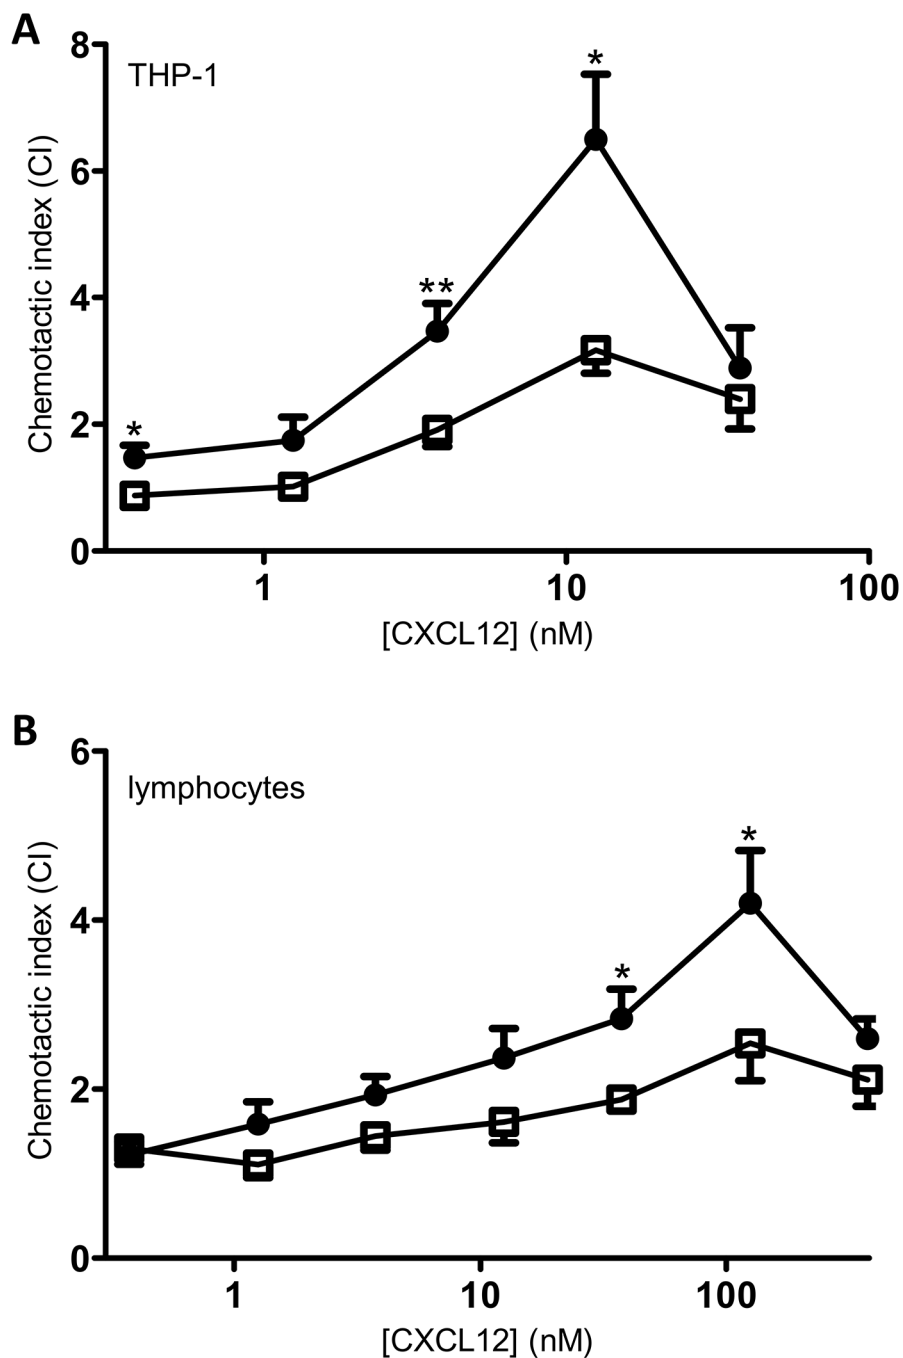 A
8
THP-1
*
6
Chemotactic index (CI)
**
4
*
2
0
1
10
100
[CXCL12] (nM)
B
6
lymphocytes
*
4
Chemotactic index (CI)
*
2
0
1
10
100
[CXCL12] (nM)